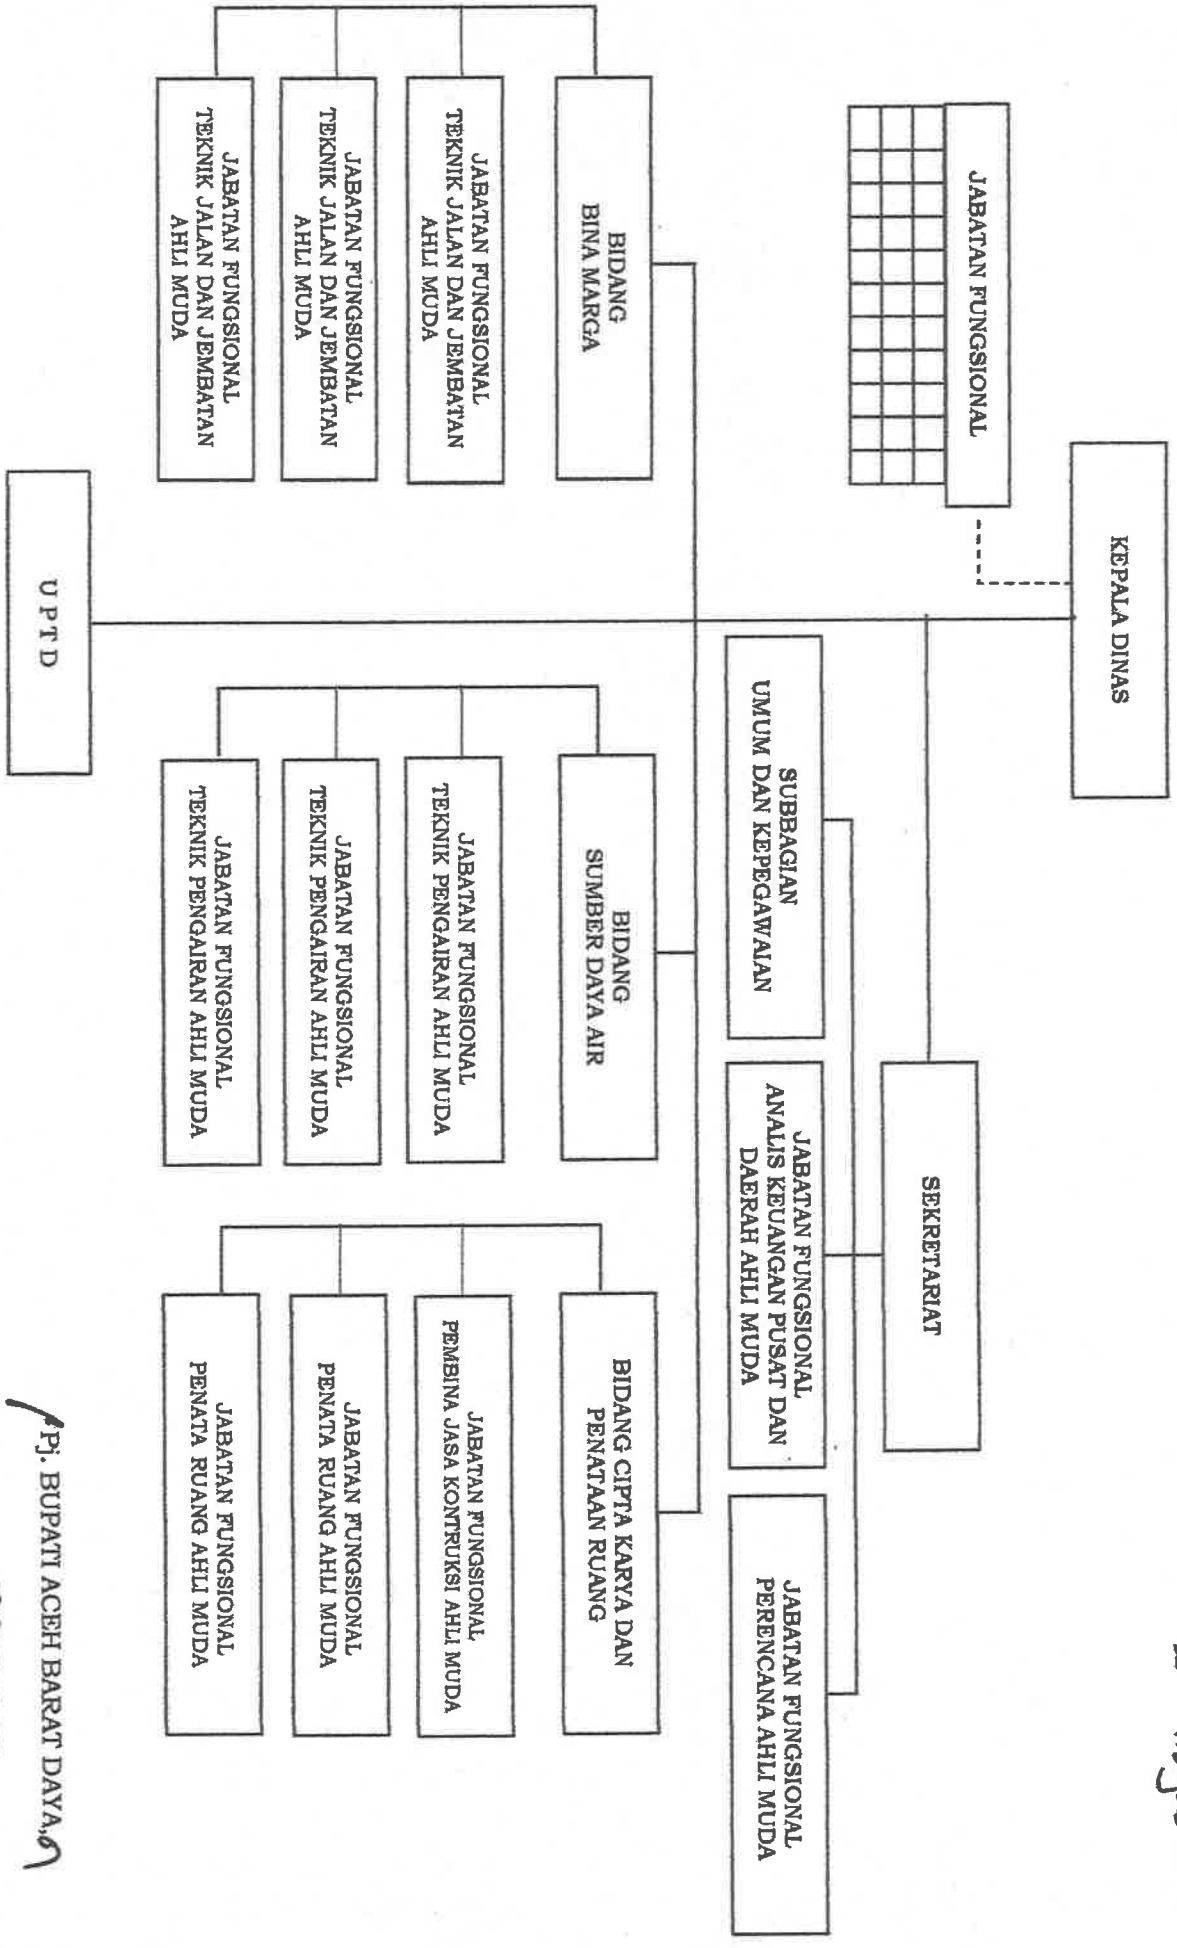 KEPALA DINAS
JABATAN FUNGSIONAL
SEKRETARIAT
SUBBAGIAN
UMUM DAN KEPEGAWAIAN
JABATAN FUNGSIONAL
ANALIS KEUANGAN PUSAT DAN
DAERAH AHLI MUDA
JABATAN FUNGSIONAL
PERENCANA AHLI MUDA
BIDANG
BINA MARGA
JABATAN FUNGSIONAL
TEKNIK JALAN DAN JEMBATAN
AHLI MUDA
JABATAN FUNGSIONAL
TEKNIK JALAN DAN JEMBATAN
AHLI MUDA
JABATAN FUNGSIONAL
TEKNIK JALAN DAN JEMBATAN
AHLI MUDA
BIDANG
SUMBER DAYA AIR
JABATAN FUNGSIONAL
TEKNIK PENGAIRAN AHLI MUDA
JABATAN FUNGSIONAL
TEKNIK PENGAIRAN AHLI MUDA
JABATAN FUNGSIONAL
TEKNIK PENGAIRAN AHLI MUDA
BIDANG CIPTA KARYA DAN
PENATAAN RUANG
JABATAN FUNGSIONAL
PEMBINA JASA KONTRUKSI AHLI MUDA
JABATAN FUNGSIONAL
PENATA RUANG AHLI MUDA
JABATAN FUNGSIONAL
PENATA RUANG AHLI MUDA
U P T D
Pj. BUPATI ACEH BARAT DAYA,